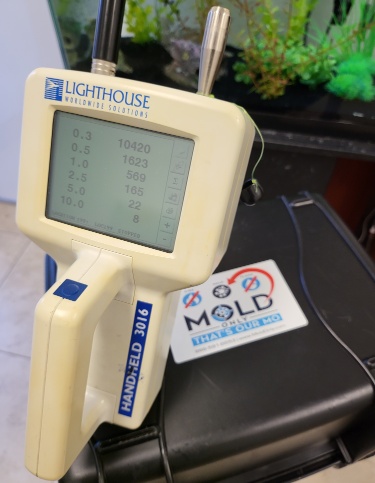 LIGHTHOUSE
WORLDWIDE SOLUTIONS
0.3 10420
0.5 1623
1.0 569
2.5 165
5.0 22
10.0 8
HANDHELD 3016
MOLD
ONLY
THAT'S OUR MO